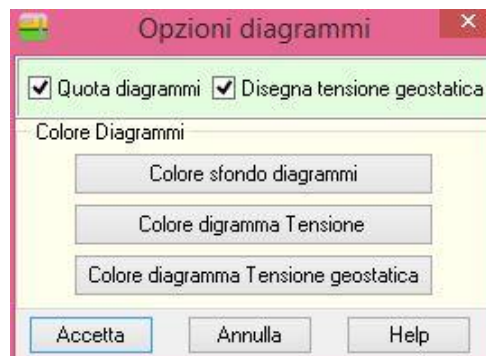 Opzioni diagrammi
Quota diagrammi Disegna tensione geostatica
Colore Diagrammi
Colore sfondo diagrammi
Colore digramma Tensione
Colore diagramma Tensione geostatica
Accetta Annulla Help